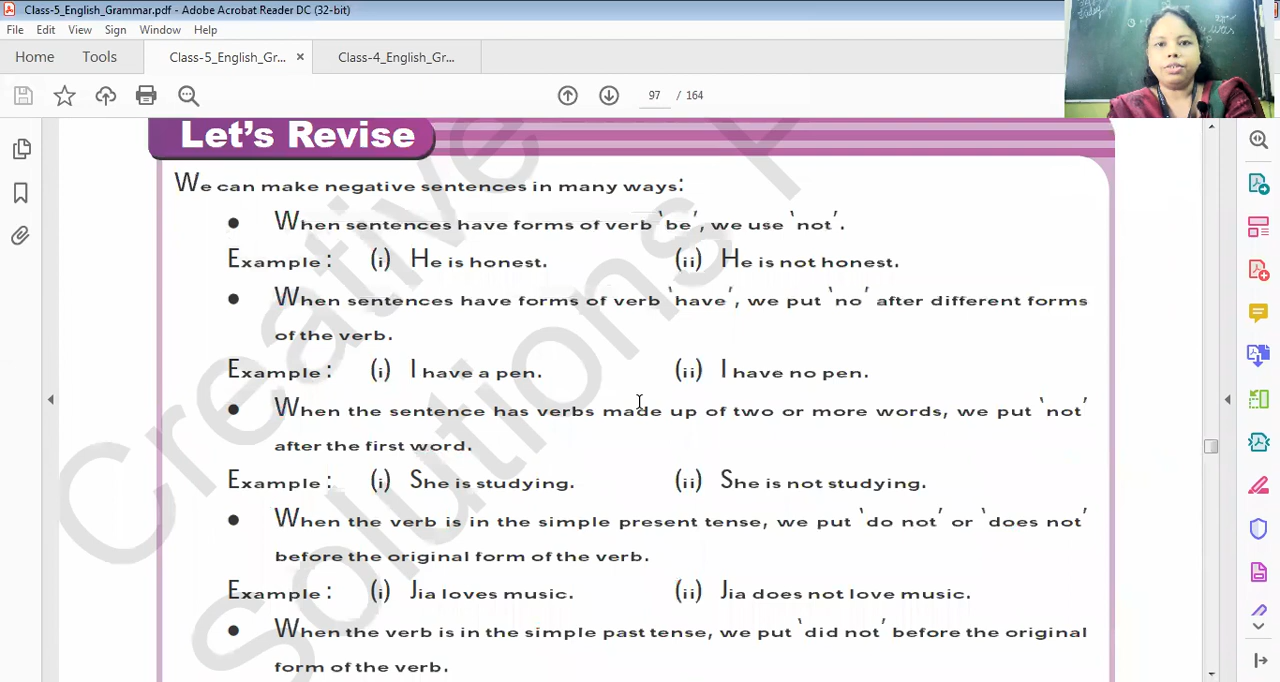 Class-5_English_Grammar.pdf - Adobe Acrobat Reader DC (32-bit)
File Edit View Sign Window Help
Home Tools Class-5_English_Gr... × Class-4_English_Gr...
97 / 164
Let's Revise
We can make negative sentences in many ways:
• When sentences have forms of verb 'be', we use 'not'.
Example : (i) He is honest. (ii) He is not honest.
• When sentences have forms of verb 'have', we put 'no' after different forms
of the verb.
Example : (i) I have a pen. (ii) I have no pen.
• When the sentence has verbs made up of two or more words, we put 'not'
after the first word.
Example : (i) She is studying. (ii) She is not studying.
• When the verb is in the simple present tense, we put 'do not' or 'does not'
before the original form of the verb.
Example : (i) Jia loves music. (ii) Jia does not love music.
• When the verb is in the simple past tense, we put 'did not' before the original
form of the verb.
Creative
Solutions P
Solutions
was